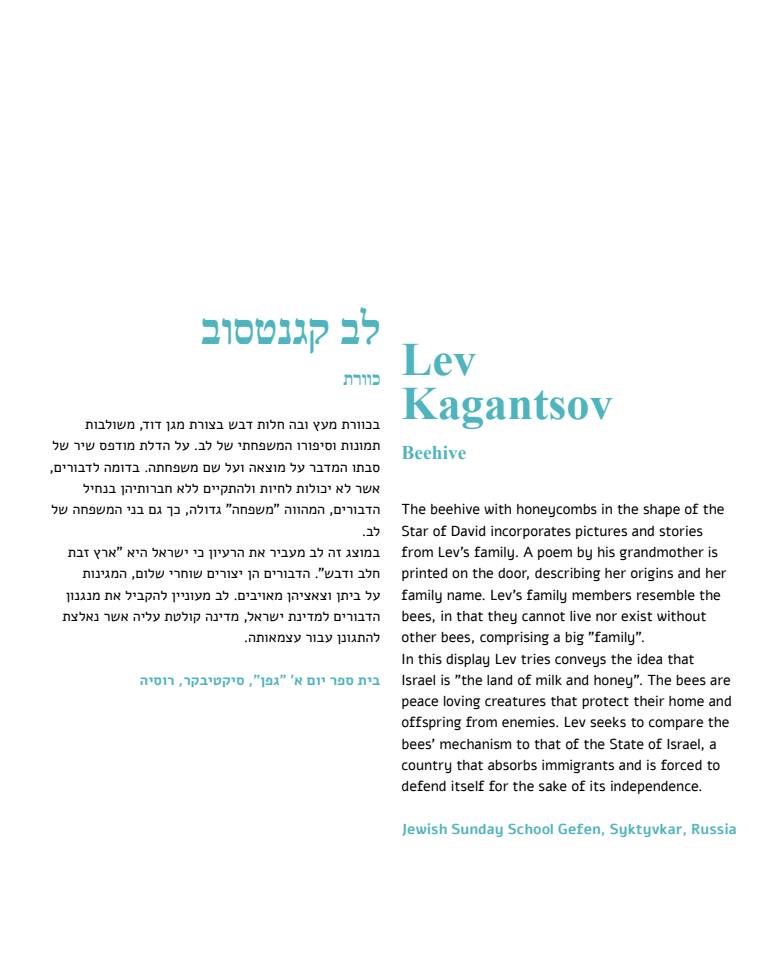 לב קגנטסוב
כוורת
בכוורת מעץ ובה חלות דבש בצורת מגן דוד, משולבות
תמונות וסיפורו המשפחתי של לב. על הדלת מודפס שיר של
סבתו המדבר על מוצאה ועל שם משפחתה. בדומה לדבורים,
אשר לא יכולות לחיות ולהתקיים ללא חברותיהן בנחיל
הדבורים, המהווה "משפחה" גדולה, כך גם בני המשפחה של
לב.
במוצג זה לב מעביר את הרעיון כי ישראל היא "ארץ זבת
חלב ודבש". הדבורים הן יצורים שוחרי שלום, המגינות
על ביתן וצאציהן מאויבים. לב מעוניין להקביל את מנגנון
הדבורים למדינת ישראל, מדינה קולטת עליה אשר נאלצת
להתגונן עבור עצמאותה.
בית ספר יום א' "גפן", סיקטיבקר, רוסיה
Lev
Kagantsov
Beehive
The beehive with honeycombs in the shape of the
Star of David incorporates pictures and stories
from Lev's family. A poem by his grandmother is
printed on the door, describing her origins and her
family name. Lev's family members resemble the
bees, in that they cannot live nor exist without
other bees, comprising a big "family".
In this display Lev tries conveys the idea that
Israel is "the land of milk and honey". The bees are
peace loving creatures that protect their home and
offspring from enemies. Lev seeks to compare the
bees' mechanism to that of the State of Israel, a
country that absorbs immigrants and is forced to
defend itself for the sake of its independence.
Jewish Sunday School Gefen, Syktyvkar, Russia